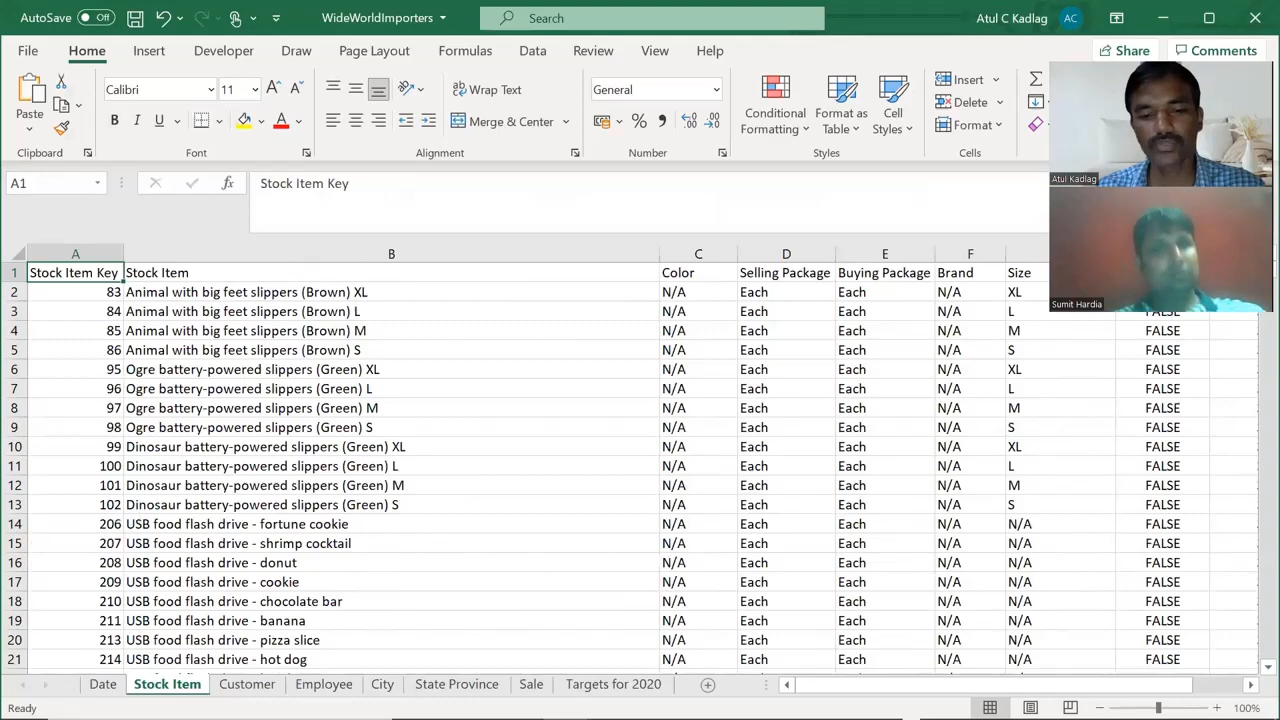 AutoSave Off WideWorldImporters Search Atul C Kadlag AC
File Home Insert Developer Draw Page Layout Formulas Data Review View Help Share Comments
Calibri 11 A A Wrap Text General Insert
Paste B I U A Merge & Center % , Conditional Formatting Format as Table Cell Styles Delete
Format
Clipboard Font Alignment Number Styles Cells
Atul Kadlag
A1 fx Stock Item Key
Sumit Hardia
A B C D E F
1 Stock Item Key Stock Item Color Selling Package Buying Package Brand Size
2 83 Animal with big feet slippers (Brown) XL N/A Each Each N/A XL
3 84 Animal with big feet slippers (Brown) L N/A Each Each N/A L FALSE
4 85 Animal with big feet slippers (Brown) M N/A Each Each N/A M FALSE
5 86 Animal with big feet slippers (Brown) S N/A Each Each N/A S FALSE
6 95 Ogre battery-powered slippers (Green) XL N/A Each Each N/A XL FALSE
7 96 Ogre battery-powered slippers (Green) L N/A Each Each N/A L FALSE
8 97 Ogre battery-powered slippers (Green) M N/A Each Each N/A M FALSE
9 98 Ogre battery-powered slippers (Green) S N/A Each Each N/A S FALSE
10 99 Dinosaur battery-powered slippers (Green) XL N/A Each Each N/A XL FALSE
11 100 Dinosaur battery-powered slippers (Green) L N/A Each Each N/A L FALSE
12 101 Dinosaur battery-powered slippers (Green) M N/A Each Each N/A M FALSE
13 102 Dinosaur battery-powered slippers (Green) S N/A Each Each N/A S FALSE
14 206 USB food flash drive - fortune cookie N/A Each Each N/A N/A FALSE
15 207 USB food flash drive - shrimp cocktail N/A Each Each N/A N/A FALSE
16 208 USB food flash drive - donut N/A Each Each N/A N/A FALSE
17 209 USB food flash drive - cookie N/A Each Each N/A N/A FALSE
18 210 USB food flash drive - chocolate bar N/A Each Each N/A N/A FALSE
19 211 USB food flash drive - banana N/A Each Each N/A N/A FALSE
20 213 USB food flash drive - pizza slice N/A Each Each N/A N/A FALSE
21 214 USB food flash drive - hot dog N/A Each Each N/A N/A FALSE
Date Stock Item Customer Employee City State Province Sale Targets for 2020
Ready 100%